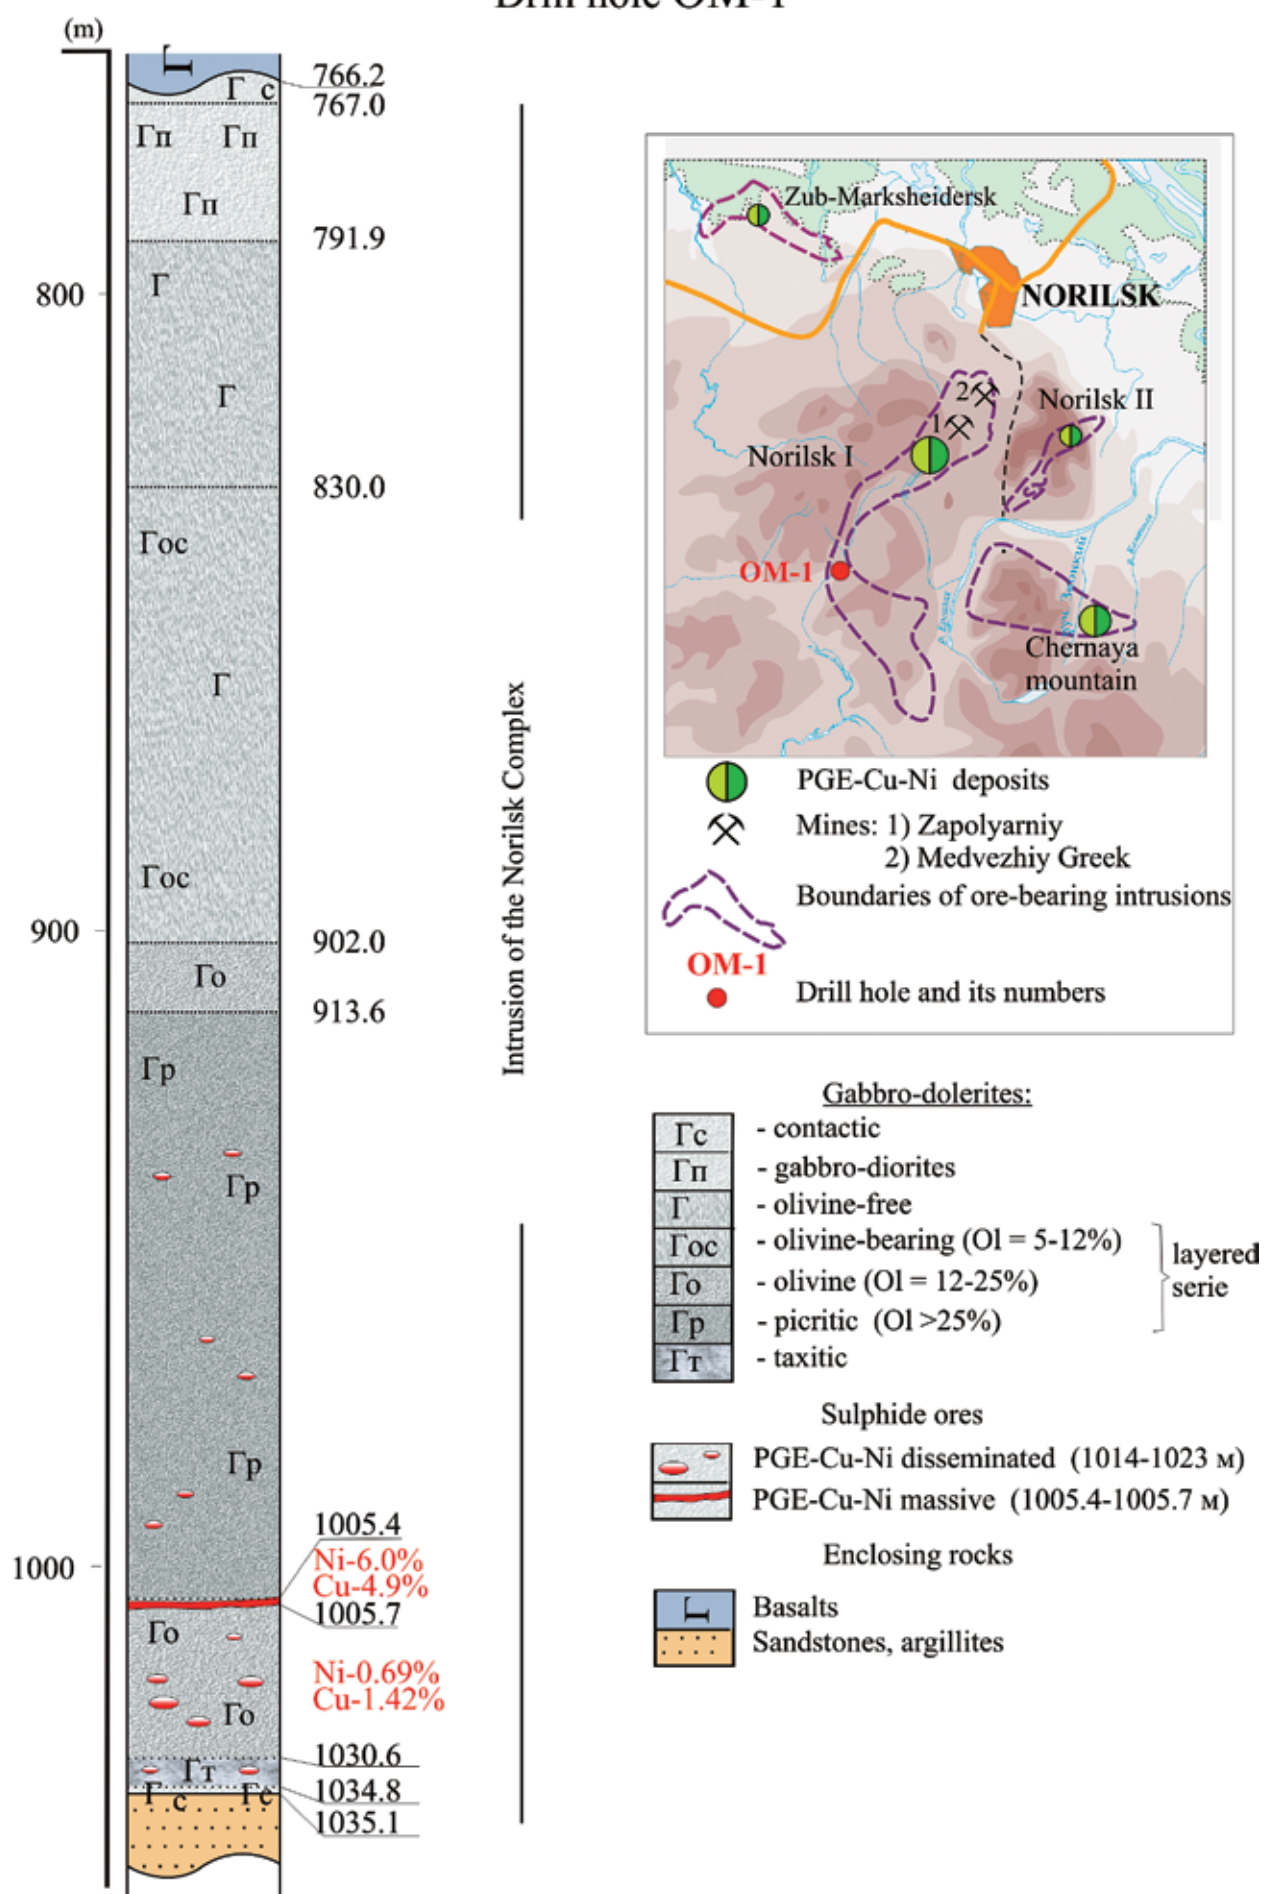 Drill hole OM-1
(m)
Г
Г с
766.2
767.0
Гп Гп
Гп
791.9
Г
800
Г
830.0
Гос
Г
Гос
900
902.0
Го
913.6
Гр
Гр
Гр
1005.4
Ni-6.0%
Cu-4.9%
1000
1005.7
Го
Ni-0.69%
Cu-1.42%
Го
1030.6
Гт
1034.8
Гс Гс
1035.1
Intrusion of the Norilsk Complex
Zub-Marksheidersk
NORILSK
2
Norilsk II
1
Norilsk I
OM-1
Chernaya
mountain
PGE-Cu-Ni deposits
Mines: 1) Zapolyarniy
2) Medvezhiy Greek
Boundaries of ore-bearing intrusions
OM-1
Drill hole and its numbers
Gabbro-dolerites:
Гс - contactic
Гп - gabbro-diorites
Г - olivine-free
Гос - olivine-bearing (Ol = 5-12%)
Го - olivine (Ol = 12-25%)
Гр - picritic (Ol >25%)
Гт - taxitic
layered
serie
Sulphide ores
PGE-Cu-Ni disseminated (1014-1023 м)
PGE-Cu-Ni massive (1005.4-1005.7 м)
Enclosing rocks
Г Basalts
Sandstones, argillites